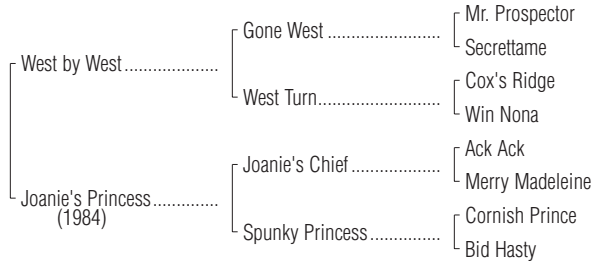 Mr. Prospector
Gone West
Secrettame
West by West
Cox's Ridge
West Turn
Win Nona
Ack Ack
Joanie's Chief
Merry Madeleine
Joanie's Princess
(1984)
Cornish Prince
Spunky Princess
Bid Hasty